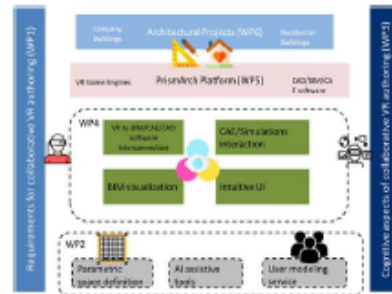 Requirements for collaborative VR authoring (WP1)
Company
Buildings
Architectural Projects (WP6)
Residential
Buildings
VR Game Engines
PrismArch Platform (WP5)
CAD/BIM/CA
E software
WP4
VR to BIM/CAE/CAD
software
interconnection
CAE/Simulations
interaction
BIM visualization
Intuitive UI
WP2
Parametric
space definition
AI assistive
tools
User modeling
service
Cognitive aspects of collaborative VR authoring (WP3)